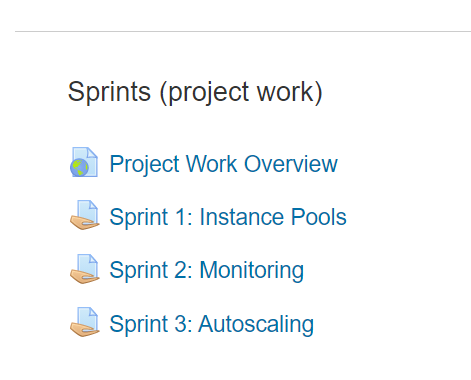 Sprints (project work)
Project Work Overview
Sprint 1: Instance Pools
Sprint 2: Monitoring
Sprint 3: Autoscaling